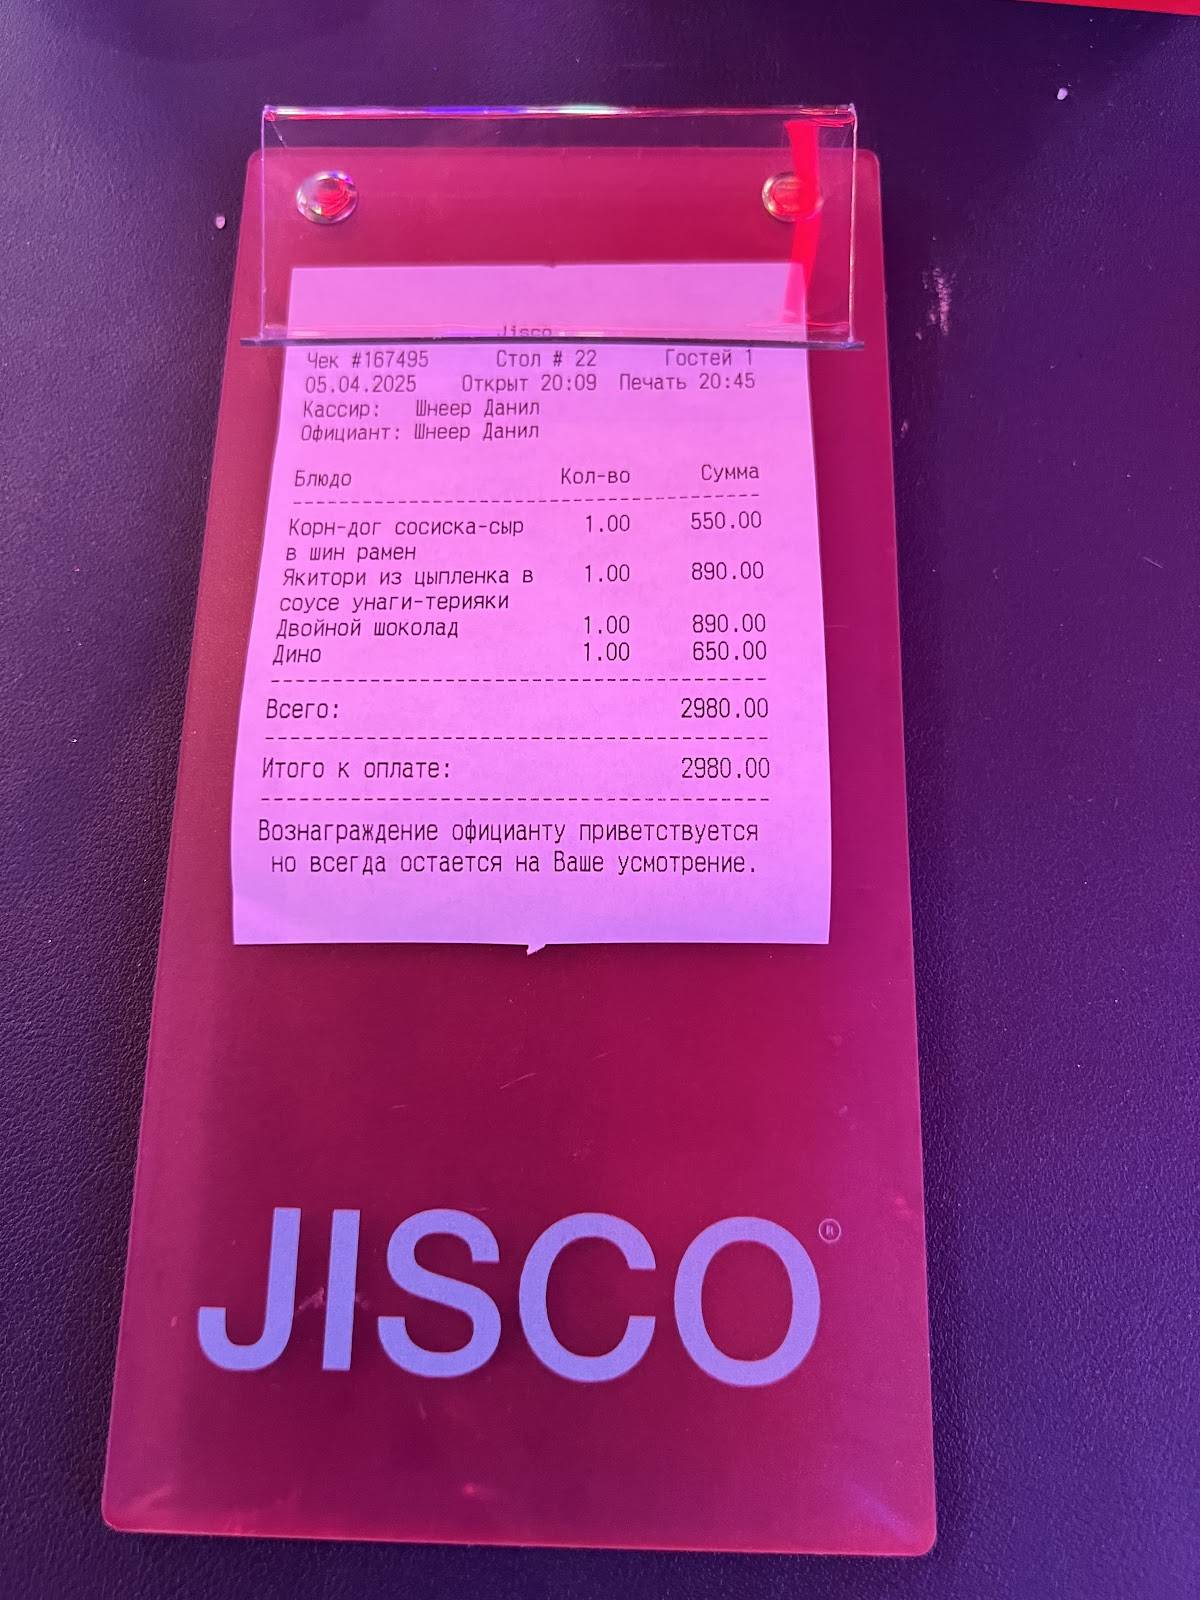 Jisco
Чек #167495 Стол # 22 Гостей 1
05.04.2025 Открыт 20:09 Печать 20:45
Кассир: Шнеер Данил
Официант: Шнеер Данил
Блюдо Кол-во Сумма
Корн-дог сосиска-сыр 1.00 550.00
в шин рамен
Якитори из цыпленка в 1.00 890.00
соусе унаги-терияки
Двойной шоколад 1.00 890.00
Дино 1.00 650.00
Всего: 2980.00
Итого к оплате: 2980.00
Вознаграждение официанту приветствуется
но всегда остается на Ваше усмотрение.
JISCO®